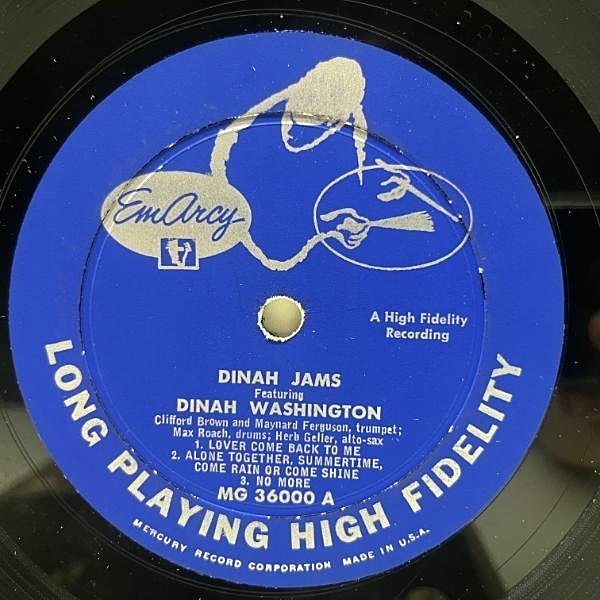 EmArcy
A High Fidelity
Recording
DINAH JAMS
Featuring
DINAH WASHINGTON
Clifford Brown and Maynard Ferguson, trumpet;
Max Roach, drums; Herb Geller, alto-sax
1. LOVER COME BACK TO ME
2. ALONE TOGETHER, SUMMERTIME,
COME RAIN OR COME SHINE
3. NO MORE
MG 36000 A
LONG PLAYING HIGH FIDELITY
MERCURY RECORD CORPORATION MADE IN U.S.A.